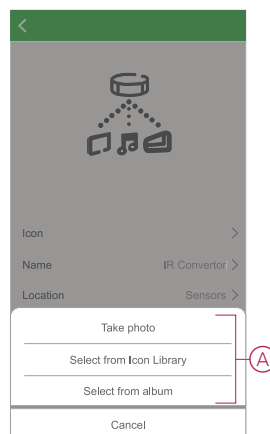 Icon
Name IR Convertor
Location Sensors
Take photo
Select from Icon Library
A
Select from album
Cancel